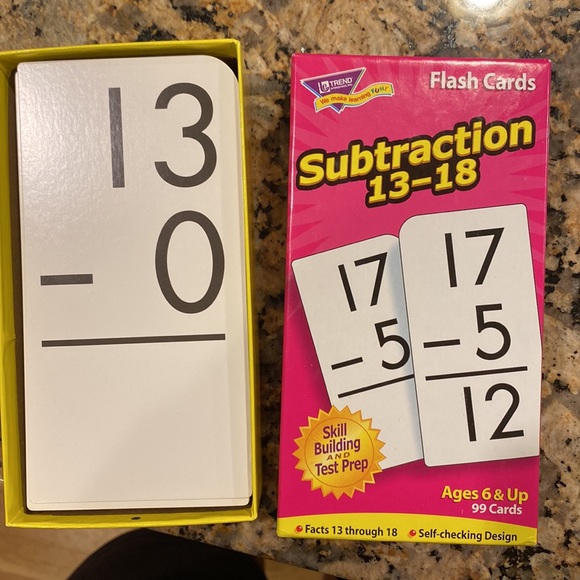 13
- 0
TREND
We make learning FUN!
Flash Cards
Subtraction
13–18
17
- 5
17
- 5
12
Skill
Building
AND
Test Prep
Ages 6 & Up
99 Cards
Facts 13 through 18
Self-checking Design